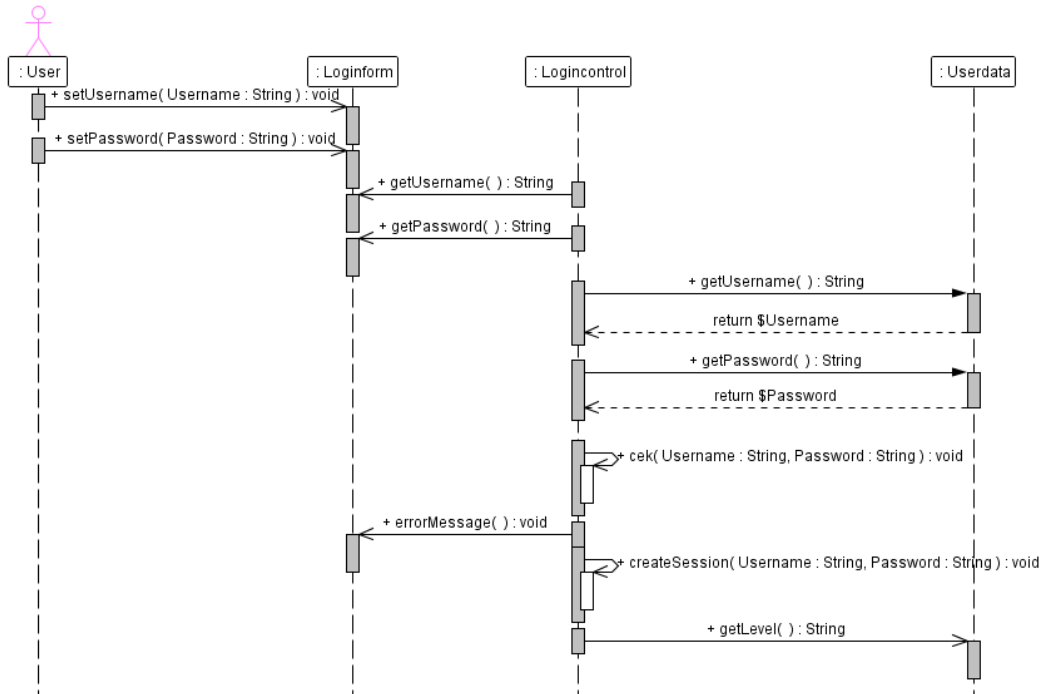 : User
: Loginform
: Logincontrol
: Userdata
+ setUsername( Username : String ) : void
+ setPassword( Password : String ) : void
+ getUsername( ) : String
+ getPassword( ) : String
+ getUsername( ) : String
return $Username
+ getPassword( ) : String
return $Password
+ cek( Username : String, Password : String ) : void
+ errorMessage( ) : void
+ createSession( Username : String, Password : String ) : void
+ getLevel( ) : String